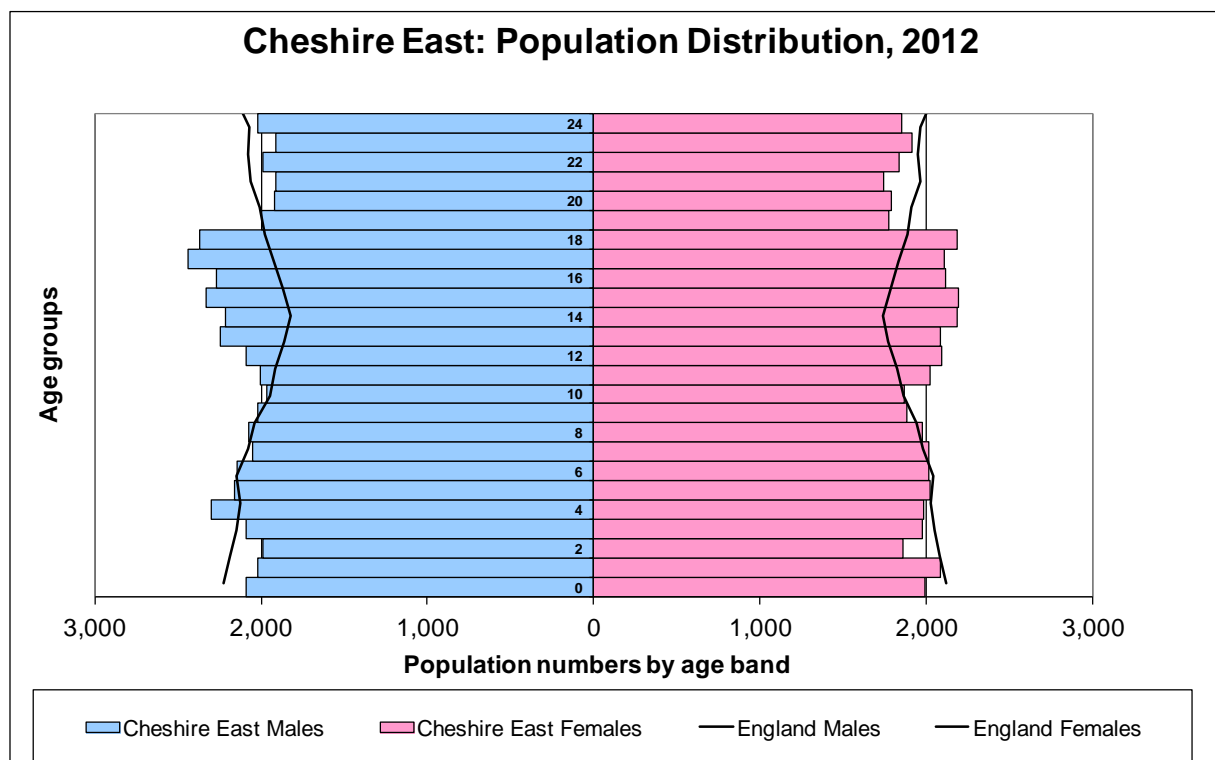 Cheshire East: Population Distribution, 2012
Age groups
24
22
20
18
16
14
12
10
8
6
4
2
0
3,000 2,000 1,000 0 1,000 2,000 3,000
Population numbers by age band
Cheshire East Males Cheshire East Females England Males England Females